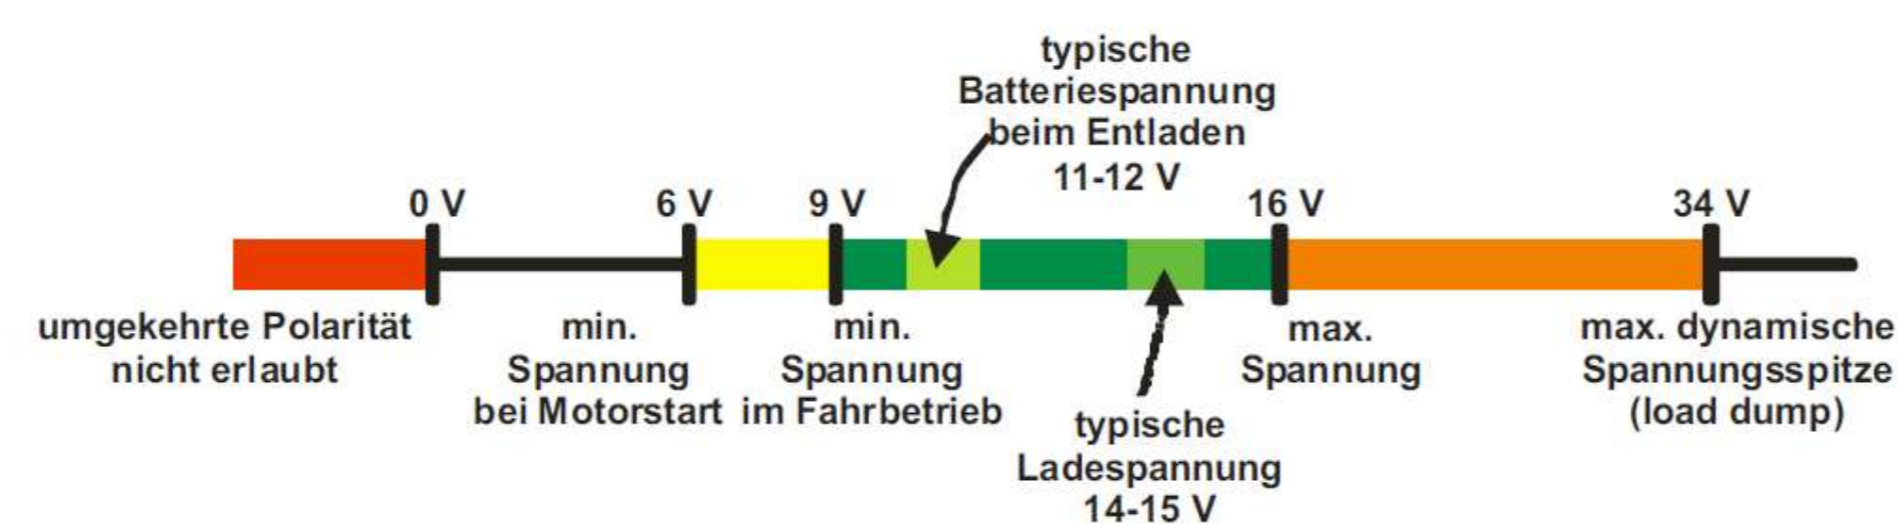 typische
Batteriespannung
beim Entladen
11-12 V
0 V
6 V
9 V
16 V
34 V
umgekehrte Polarität
nicht erlaubt
min.
Spannung
bei Motorstart
min.
Spannung
im Fahrbetrieb
typische
Ladespannung
14-15 V
max.
Spannung
max. dynamische
Spannungsspitze
(load dump)